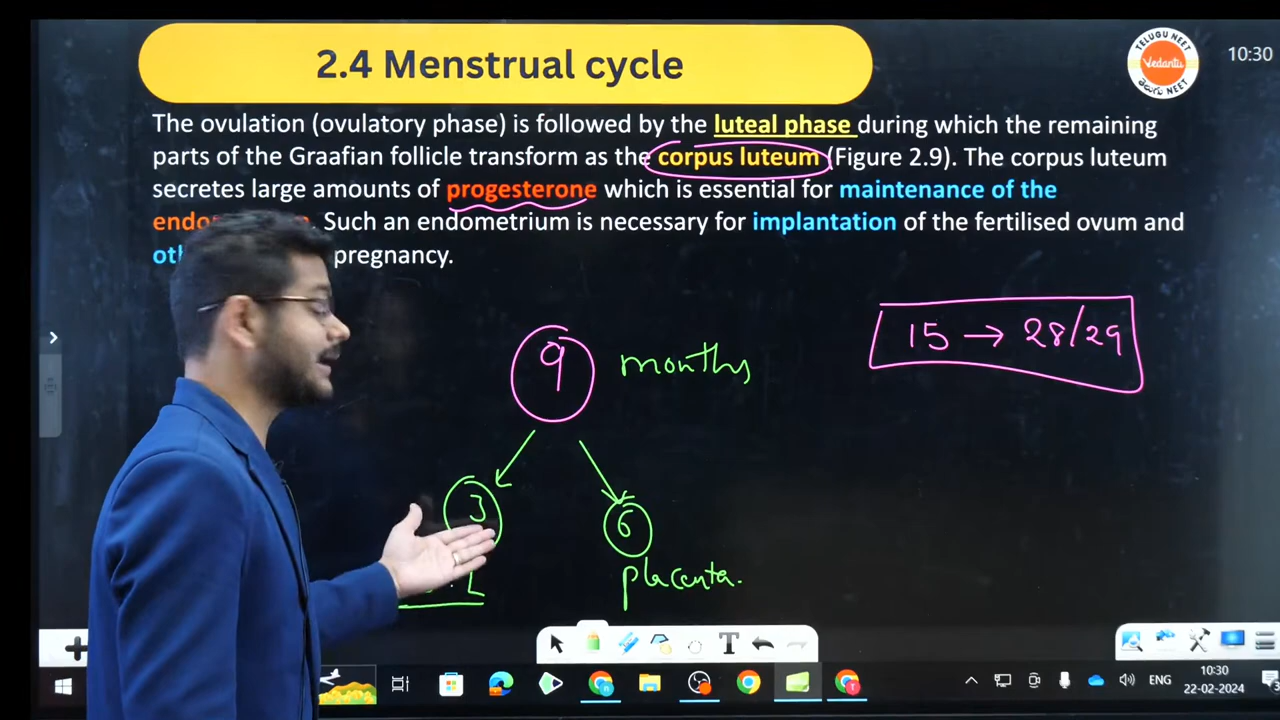 2.4 Menstrual cycle
TELUGU NEET
Vedantu
తెలుగు NEET
10:30
The ovulation (ovulatory phase) is followed by the luteal phase during which the remaining
parts of the Graafian follicle transform as the corpus luteum (Figure 2.9). The corpus luteum
secretes large amounts of progesterone which is essential for maintenance of the
Such an endometrium is necessary for implantation of the fertilised ovum and
pregnancy.
15 → 28/29
9 months
3
6
L
placenta.
T
ENG
10:30
22-02-2024